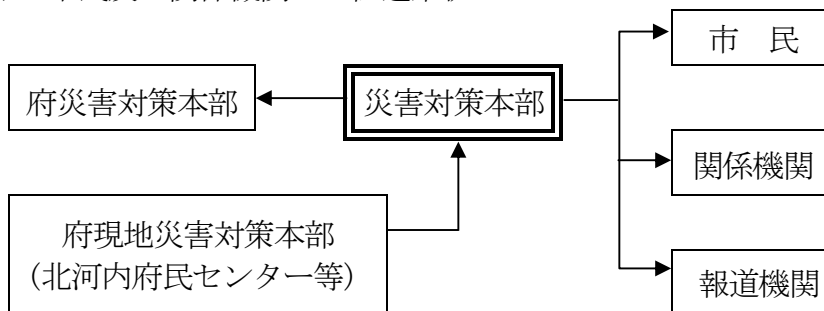 市　民
府災害対策本部
災害対策本部
関係機関
府現地災害対策本部
（北河内府民センター等）
報道機関